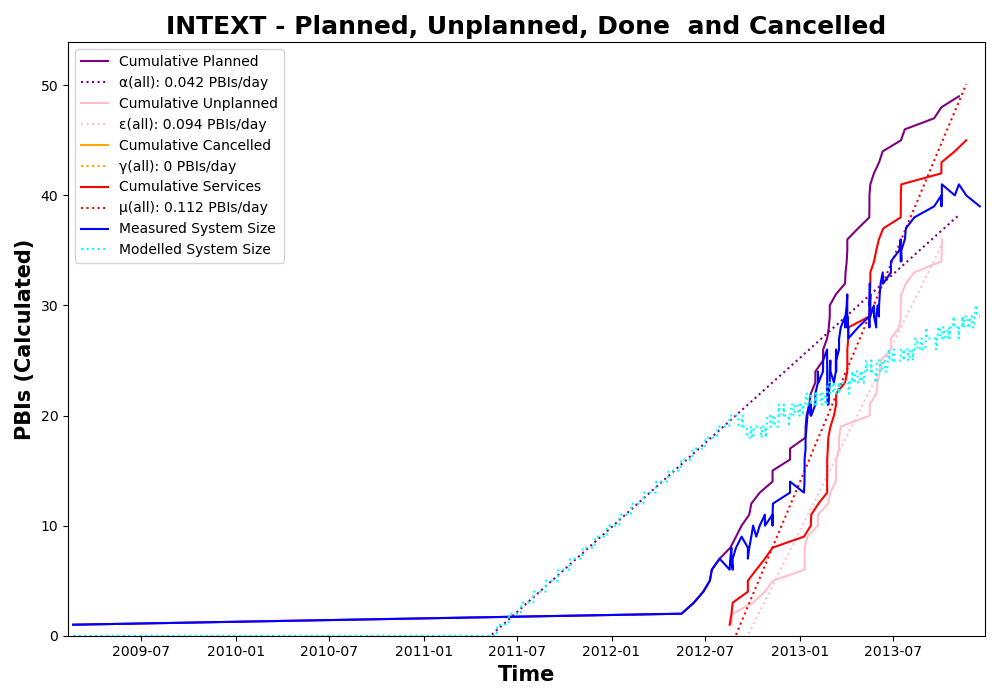 INTEXT - Planned, Unplanned, Done  and Cancelled
Cumulative Planned
α(all): 0.042 PBIs/day
Cumulative Unplanned
ε(all): 0.094 PBIs/day
Cumulative Cancelled
γ(all): 0 PBIs/day
Cumulative Services
μ(all): 0.112 PBIs/day
Measured System Size
Modelled System Size
PBIs (Calculated)
50
40
30
20
10
0
2009-07 2010-01 2010-07 2011-01 2011-07 2012-01 2012-07 2013-01 2013-07
Time